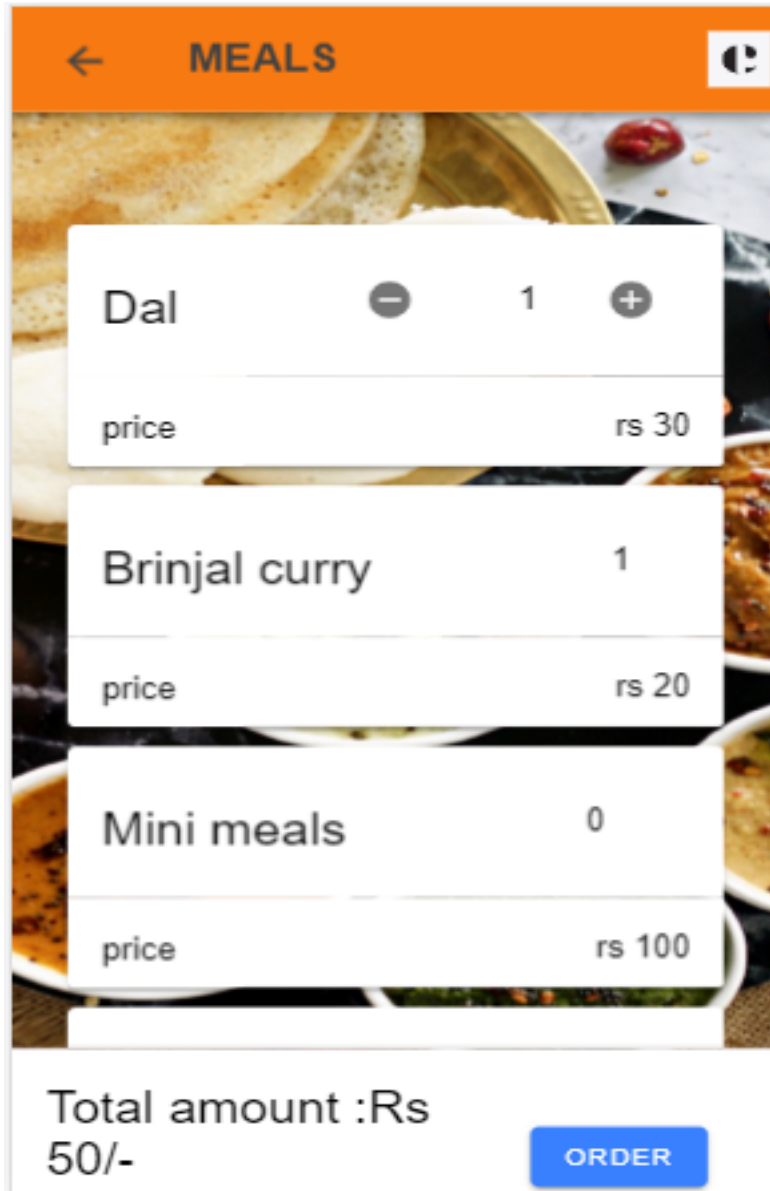 MEALS
Dal 1
price rs 30
Brinjal curry 1
price rs 20
Mini meals 0
price rs 100
Total amount :Rs
50/-
ORDER